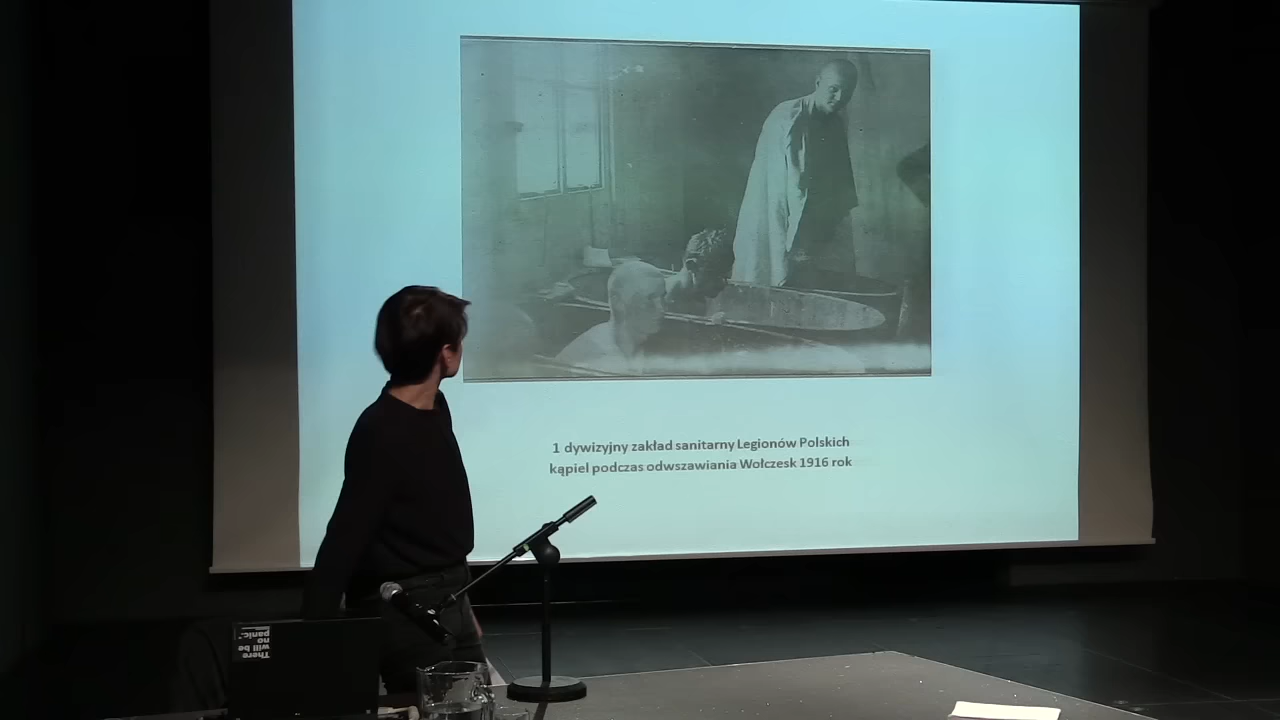 1 dywizyjny zakład sanitarny Legionów Polskich
kąpiel podczas odwszawiania Wołczesk 1916 rok
There
will be
no
panic."